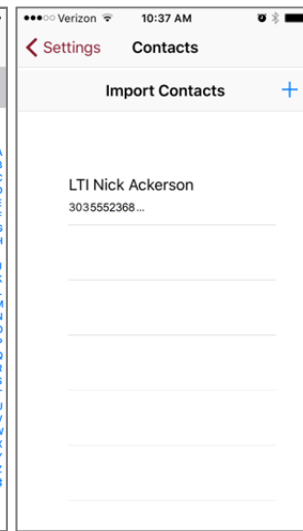 ●●●○○ Verizon 10:37 AM
Settings Contacts
Import Contacts +
LTI Nick Ackerson
3035552368...
A
B
C
D
E
F
G
H
J
K
L
M
N
O
P
Q
R
S
T
U
V
W
X
Y
Z
#